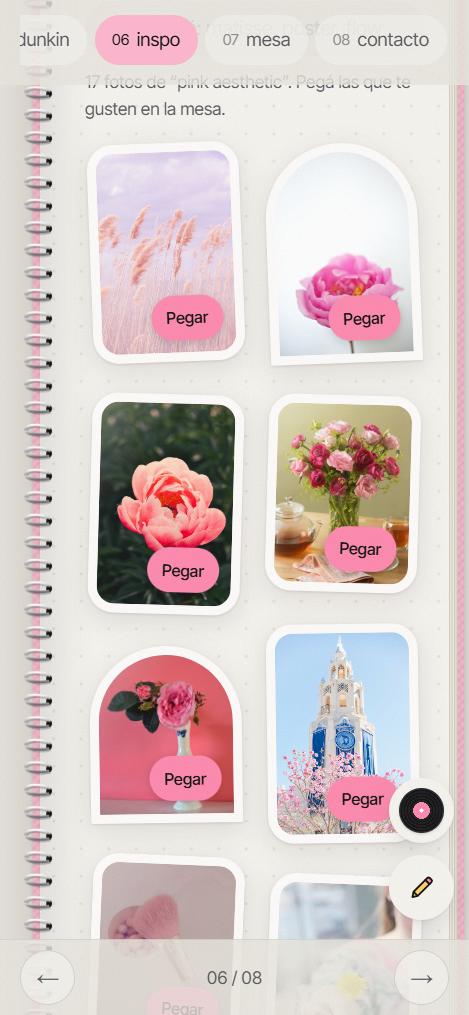 dunkin
06 inspo
07 mesa
08 contacto
17 fotos de “pink aesthetic”. Pegá las que te
gusten en la mesa.
Pegar
Pegar
Pegar
Pegar
Pegar
Pegar
Pegar
←
06 / 08
→